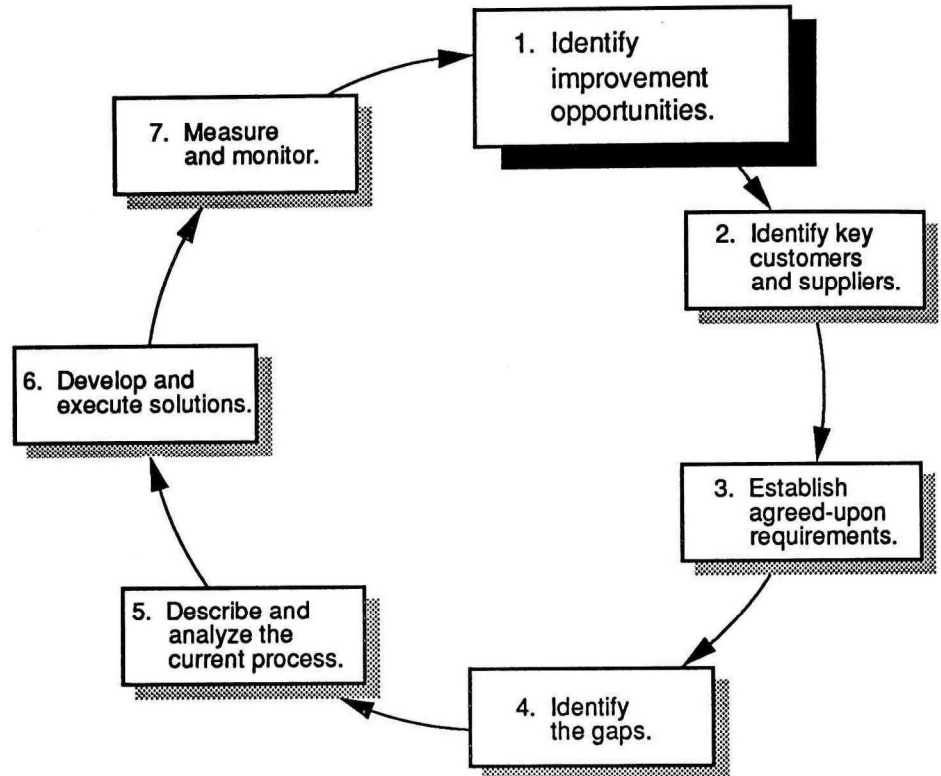 1. Identify
improvement
opportunities.
2. Identify key
customers
and suppliers.
3. Establish
agreed-upon
requirements.
4. Identify
the gaps.
5. Describe and
analyze the
current process.
6. Develop and
execute solutions.
7. Measure
and monitor.